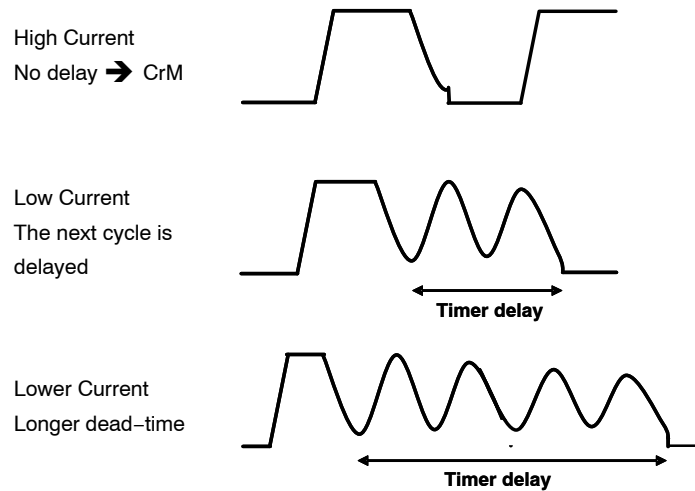 High Current
No delay ➔ CrM
Low Current
The next cycle is
delayed
Timer delay
Lower Current
Longer dead−time
Timer delay